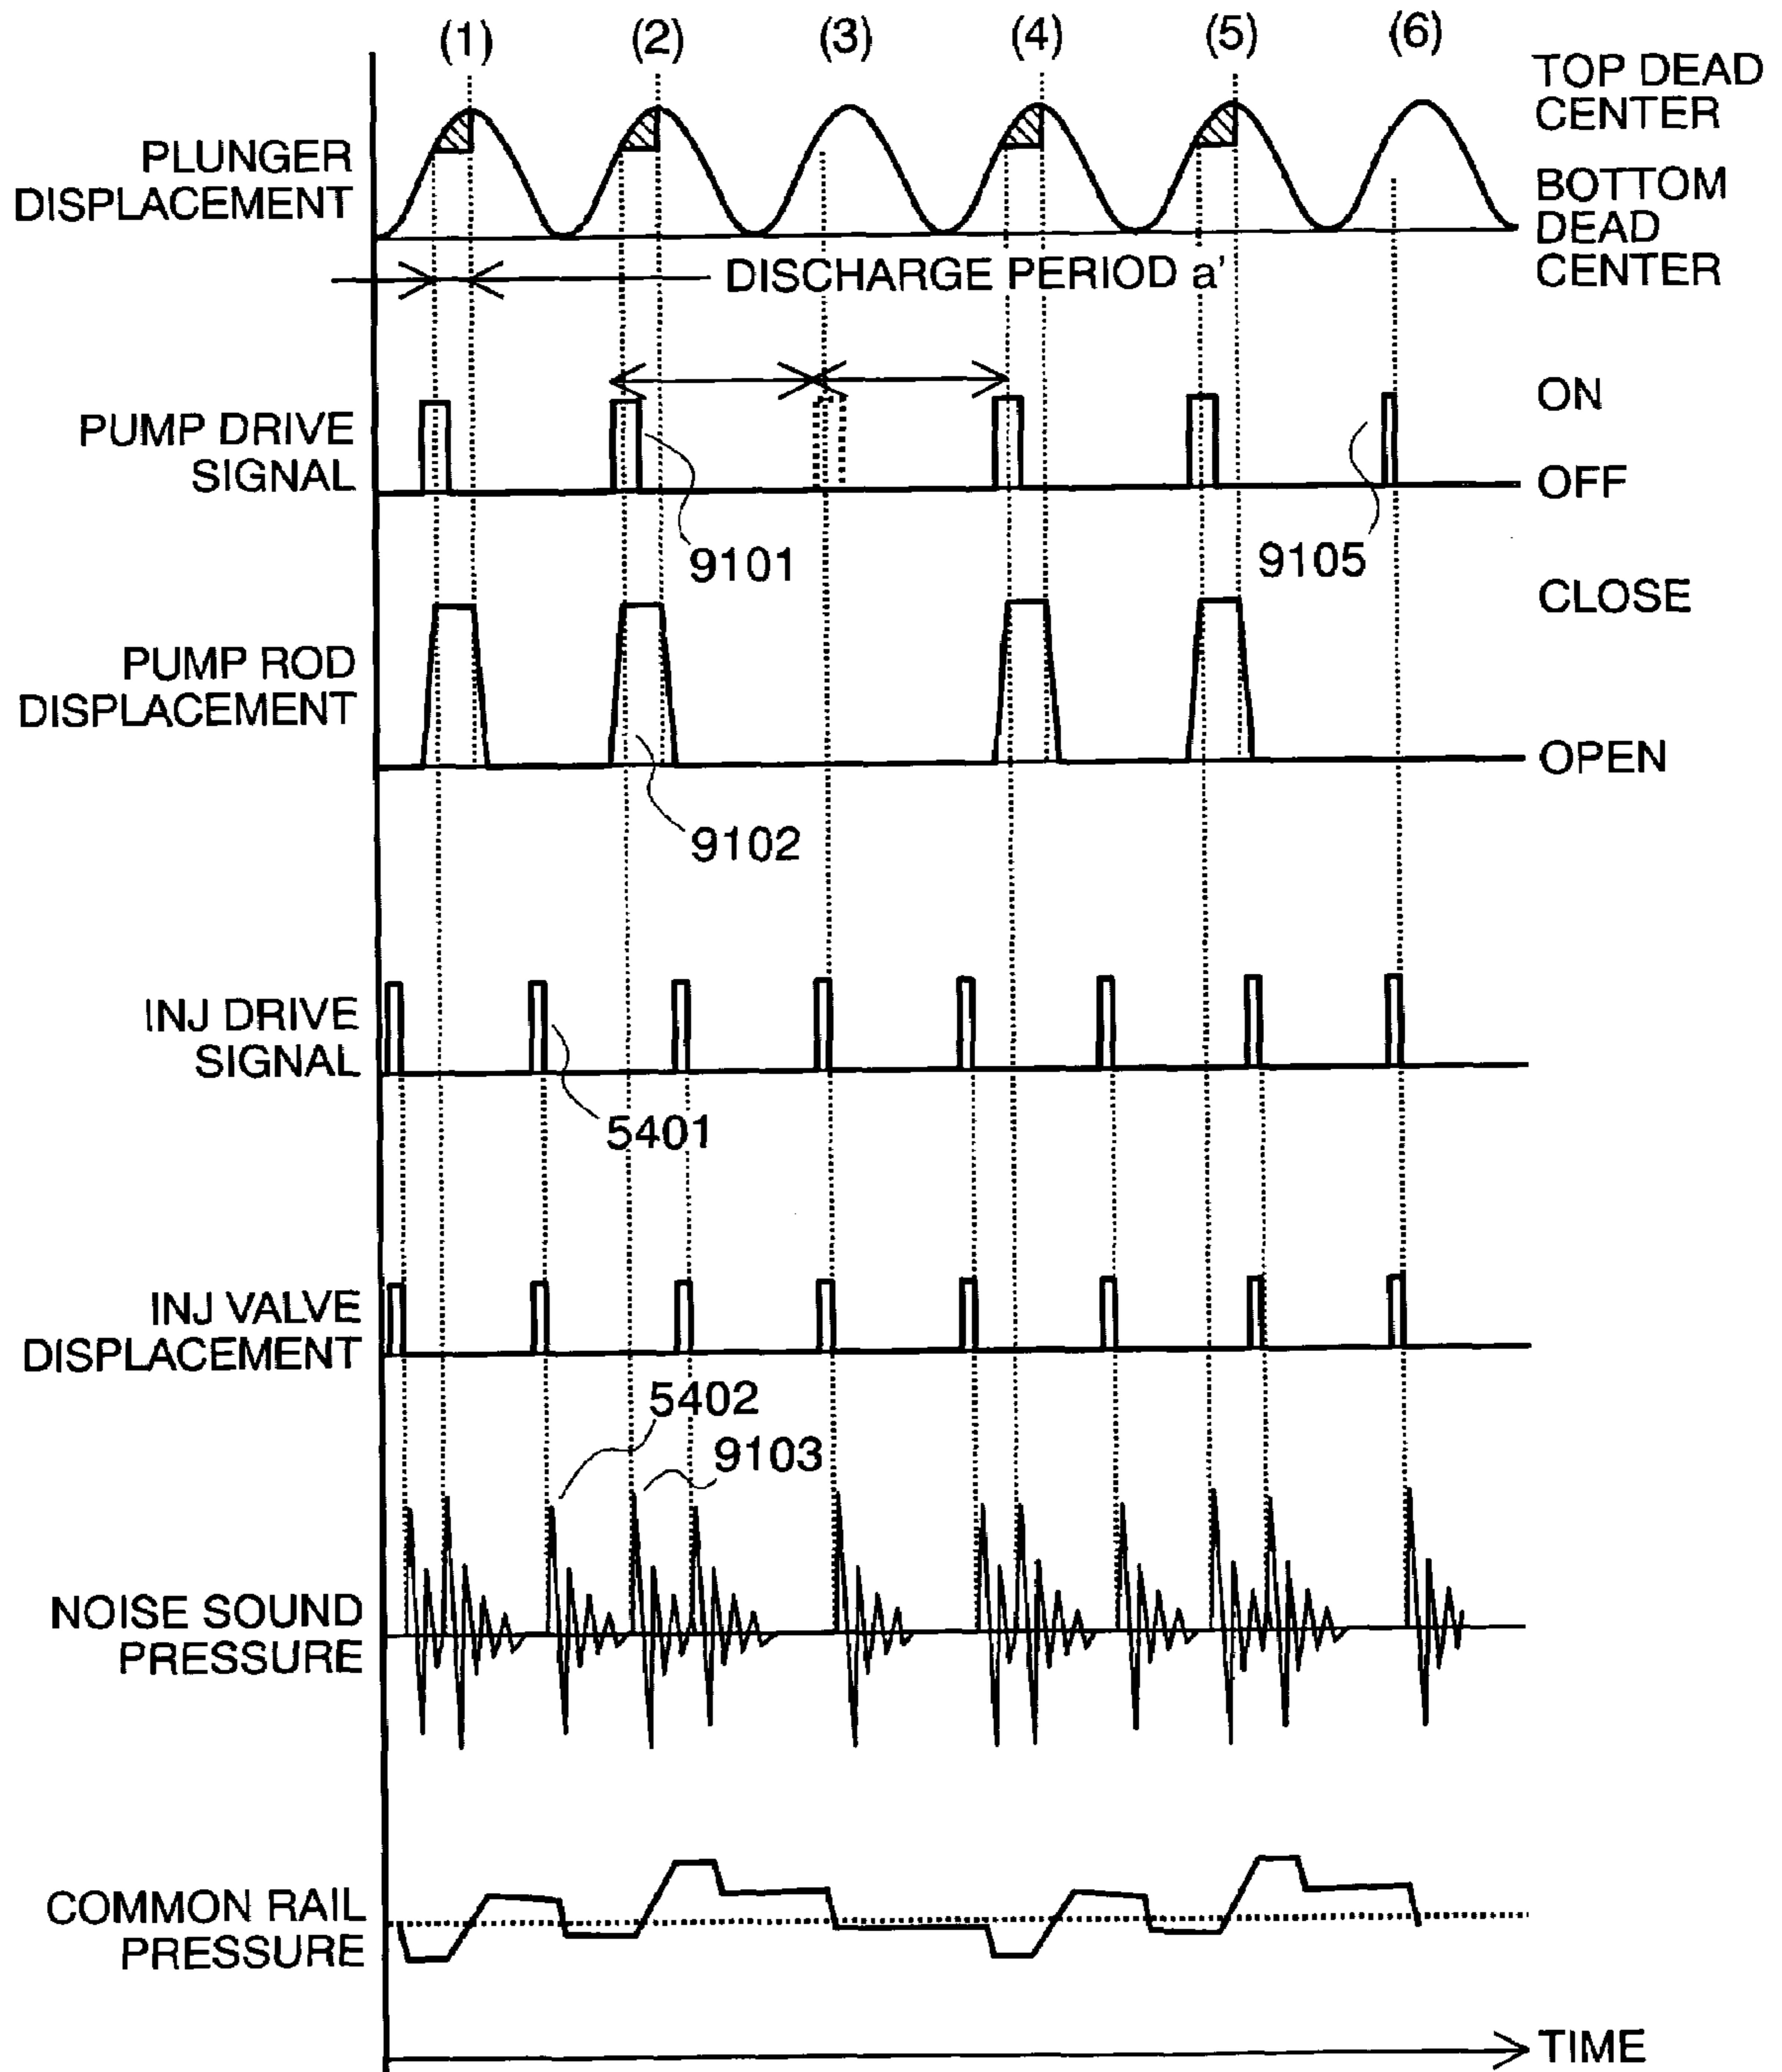 (1) (2) (3) (4) (5) (6)
TOP DEAD
CENTER
PLUNGER
DISPLACEMENT
BOTTOM
DEAD
CENTER
DISCHARGE PERIOD a'
PUMP DRIVE
SIGNAL
ON
OFF
9101
9105
PUMP ROD
DISPLACEMENT
CLOSE
OPEN
9102
INJ DRIVE
SIGNAL
5401
INJ VALVE
DISPLACEMENT
5402
9103
NOISE SOUND
PRESSURE
COMMON RAIL
PRESSURE
TIME